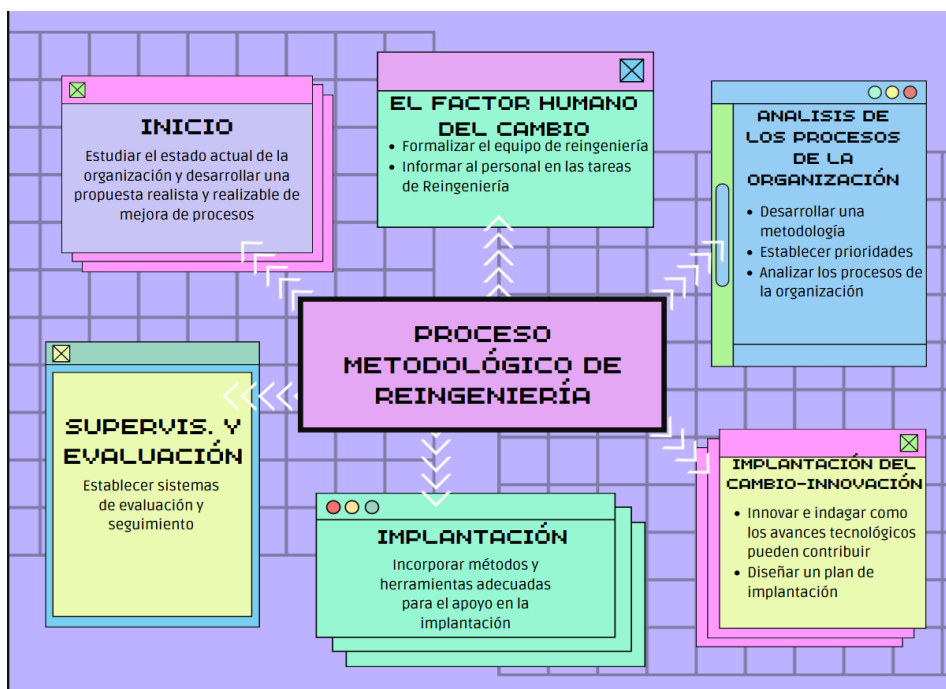 INICIO
Estudiar el estado actual de la
organización y desarrollar una
propuesta realista y realizable de
mejora de procesos
EL FACTOR HUMANO
DEL CAMBIO
• Formalizar el equipo de reingeniería
• Informar al personal en las tareas
de Reingeniería
ANALISIS DE
LOS PROCESOS
DE LA
ORGANIZACIÓN
• Desarrollar una
metodología
• Establecer prioridades
• Analizar los procesos de
la organización
PROCESO
METODOLÓGICO DE
REINGENIERÍA
SUPERVIS. Y
EVALUACIÓN
Establecer sistemas
de evaluación y
seguimiento
IMPLANTACIÓN
Incorporar métodos y
herramientas adecuadas
para el apoyo en la
implantación
IMPLANTACIÓN DEL
CAMBIO-INNOVACIÓN
• Innovar e indagar como
los avances tecnológicos
pueden contribuir
• Diseñar un plan de
implantación